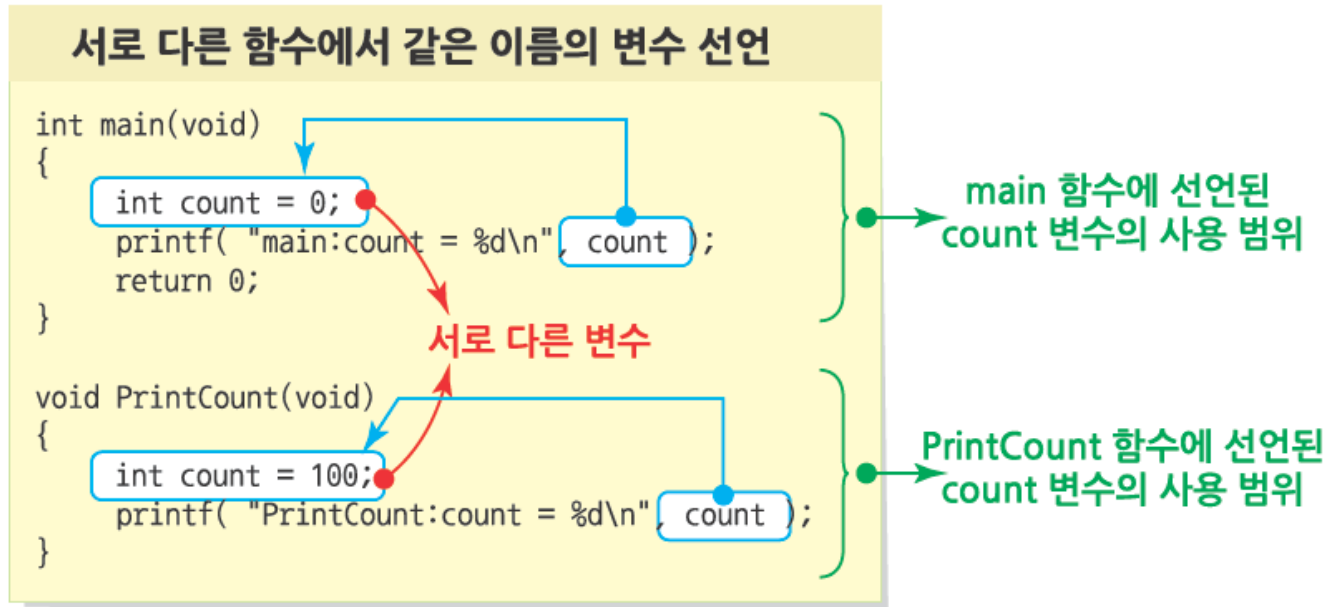 서로 다른 함수에서 같은 이름의 변수 선언
int main(void)
{
int count = 0;
printf( "main:count = %d\n", count );
return 0;
}
main 함수에 선언된
count 변수의 사용 범위
서로 다른 변수
void PrintCount(void)
{
int count = 100;
printf( "PrintCount:count = %d\n", count );
}
PrintCount 함수에 선언된
count 변수의 사용 범위